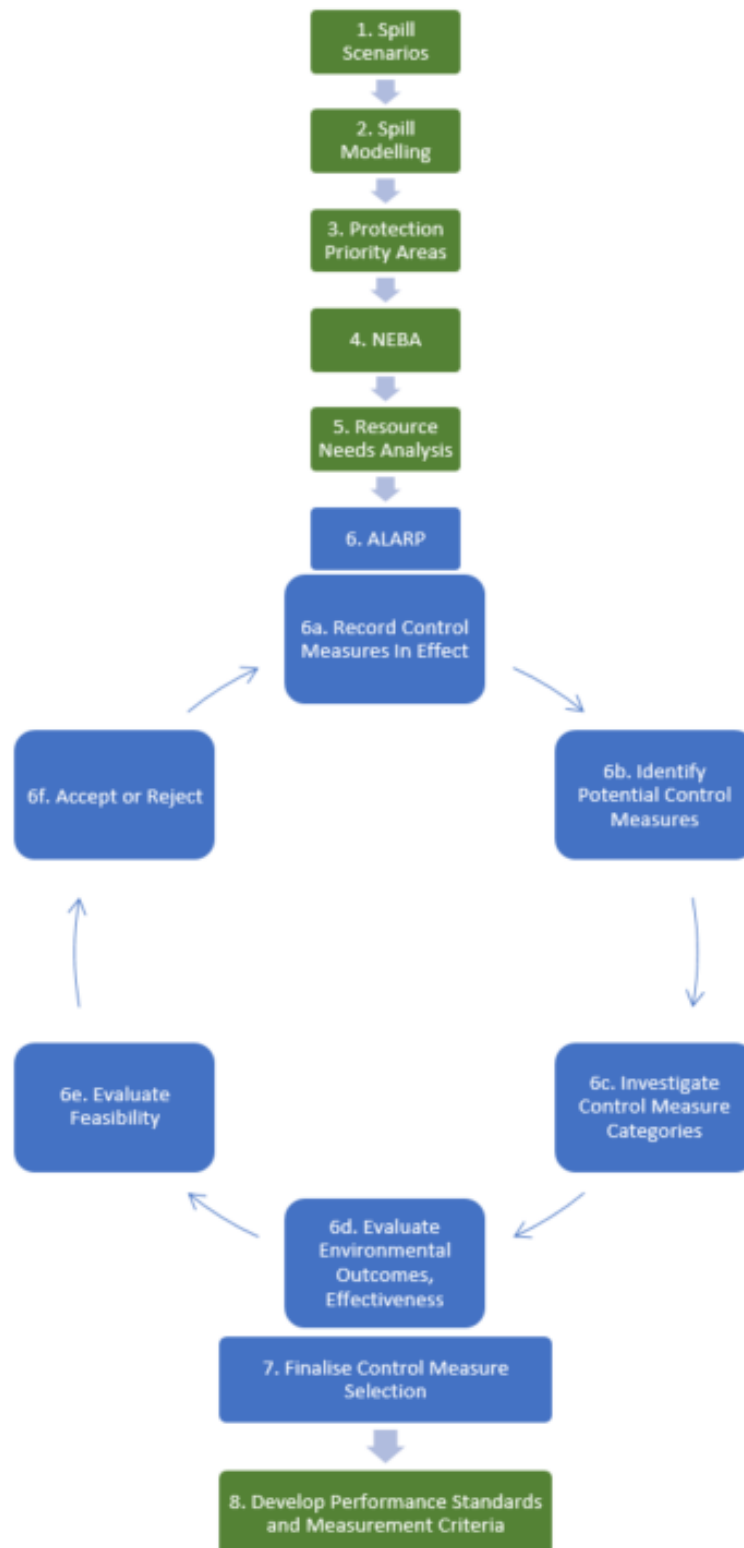 1. Spill
Scenarios
2. Spill
Modelling
3. Protection
Priority Areas
4. NEBA
5. Resource
Needs Analysis
6. ALARP
6a. Record Control
Measures In Effect
6b. Identify
Potential Control
Measures
6c. Investigate
Control Measure
Categories
6d. Evaluate
Environmental
Outcomes,
Effectiveness
6e. Evaluate
Feasibility
6f. Accept or Reject
7. Finalise Control Measure
Selection
8. Develop Performance Standards
and Measurement Criteria